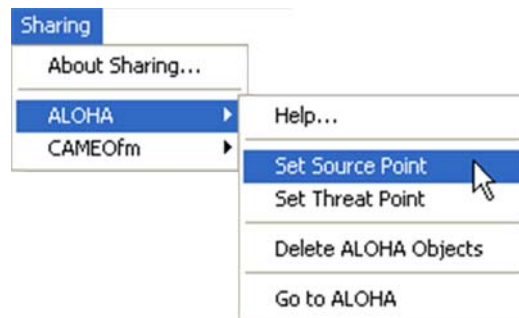 Sharing
About Sharing...
ALOHA
CAMEOfm
Help...
Set Source Point
Set Threat Point
Delete ALOHA Objects
Go to ALOHA